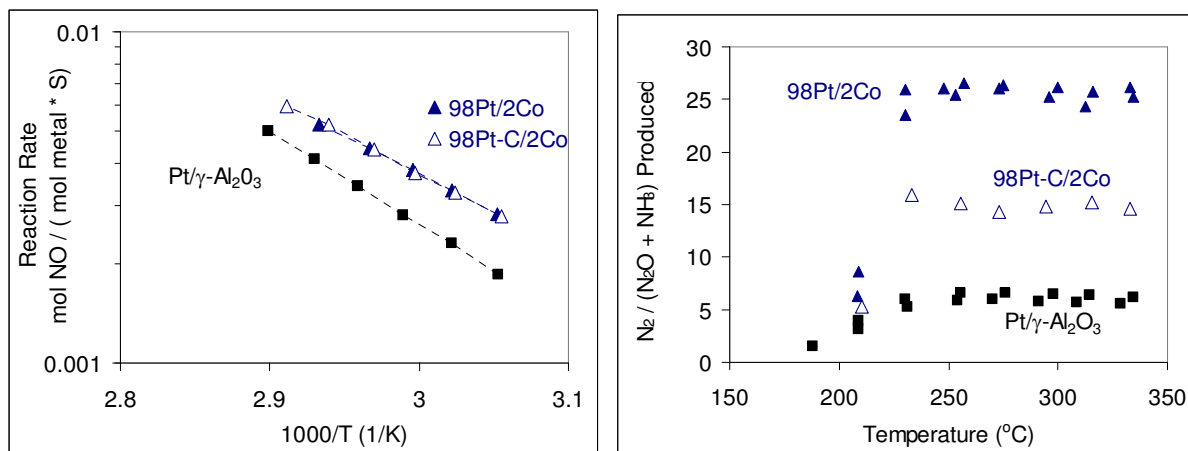 0.01
98Pt/2Co
98Pt-C/2Co
Pt/γ-Al₂0₃
Reaction Rate
mol NO / ( mol metal * S)
0.001
2.8 2.9 3 3.1
1000/T (1/K)
30
25
20
15
10
5
0
98Pt/2Co
98Pt-C/2Co
Pt/γ-Al₂O₃
N₂ / (N₂O + NH₃) Produced
150 200 250 300 350
Temperature (°C)